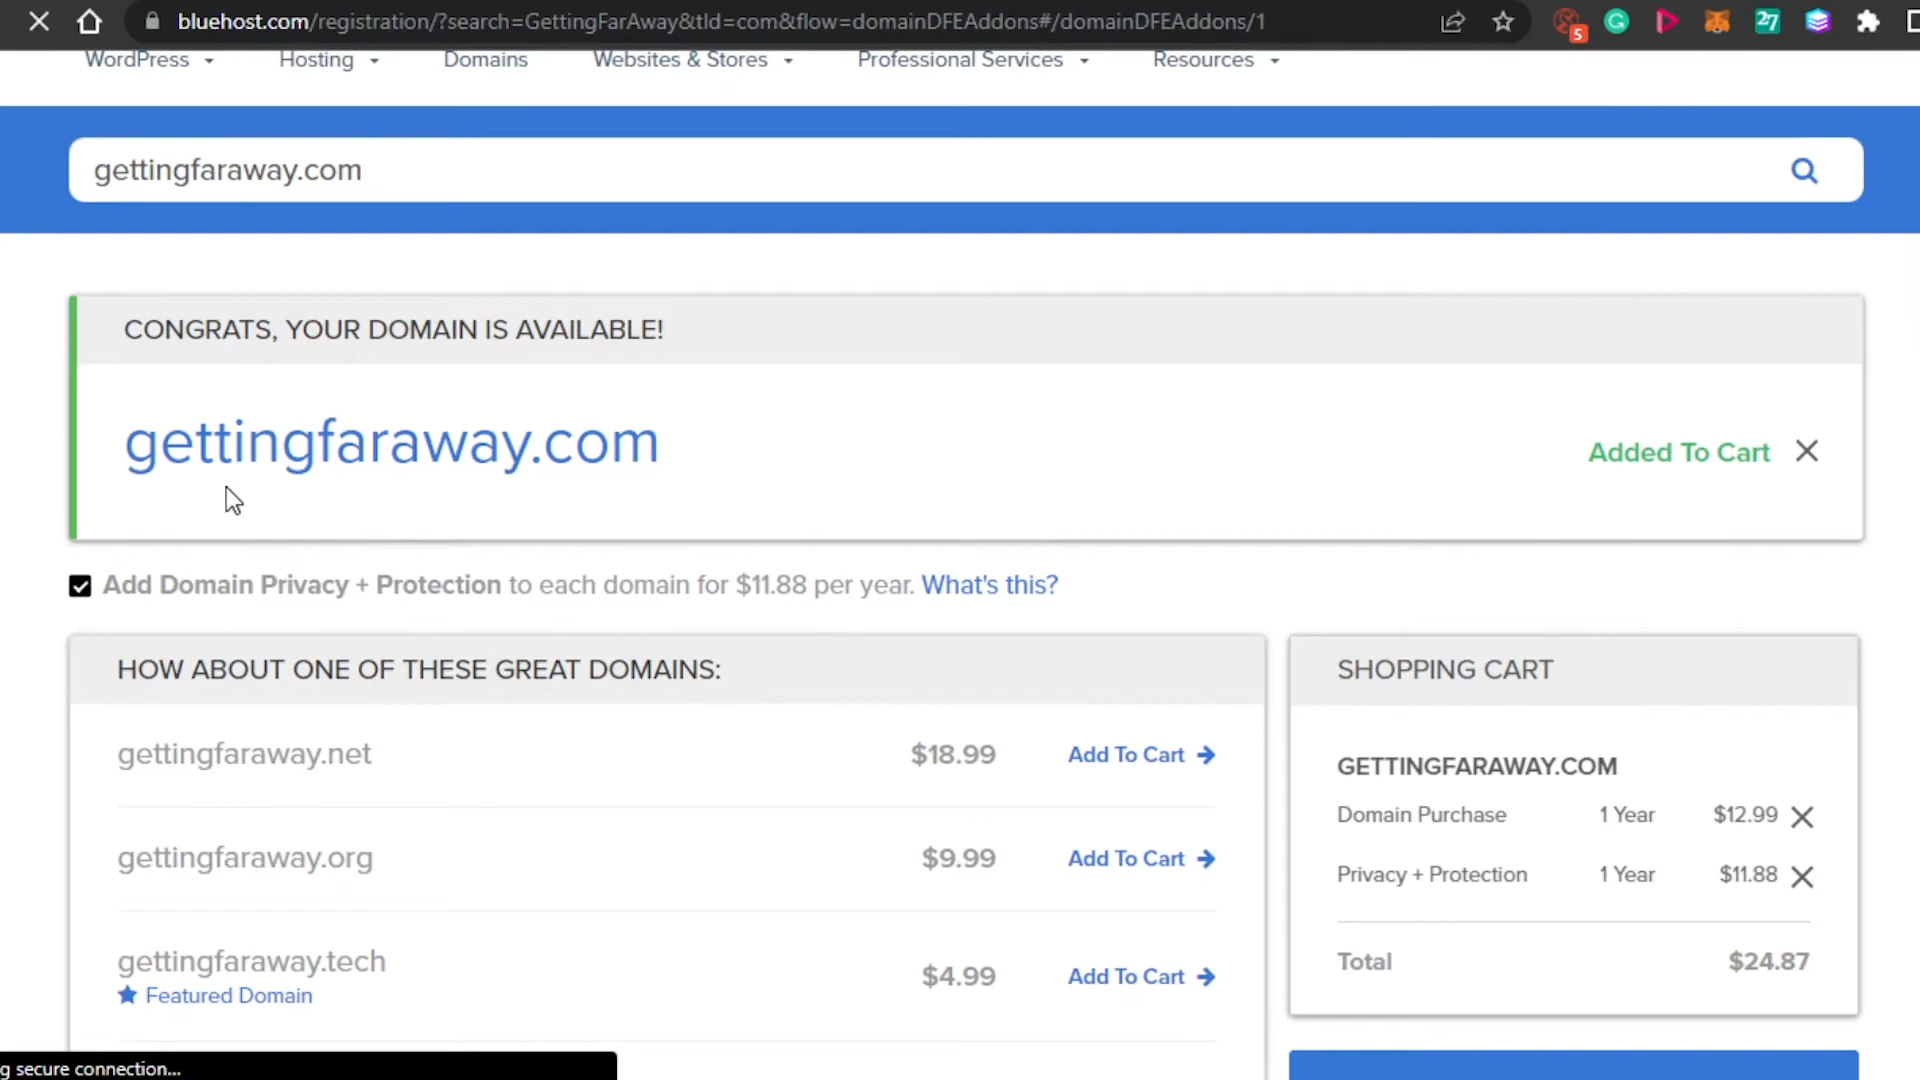 bluehost.com/registration/?search=GettingFarAway&tld=com&flow=domainDFEAddons#/domainDFEAddons/1
5
27
WordPress Hosting Domains Websites & Stores Professional Services Resources
gettingfaraway.com
CONGRATS, YOUR DOMAIN IS AVAILABLE!
gettingfaraway.com
Added To Cart
Add Domain Privacy + Protection to each domain for $11.88 per year. What's this?
HOW ABOUT ONE OF THESE GREAT DOMAINS:
gettingfaraway.net $18.99 Add To Cart
gettingfaraway.org $9.99 Add To Cart
gettingfaraway.tech $4.99 Add To Cart
Featured Domain
SHOPPING CART
GETTINGFARAWAY.COM
Domain Purchase 1 Year $12.99
Privacy + Protection 1 Year $11.88
Total $24.87
g secure connection...